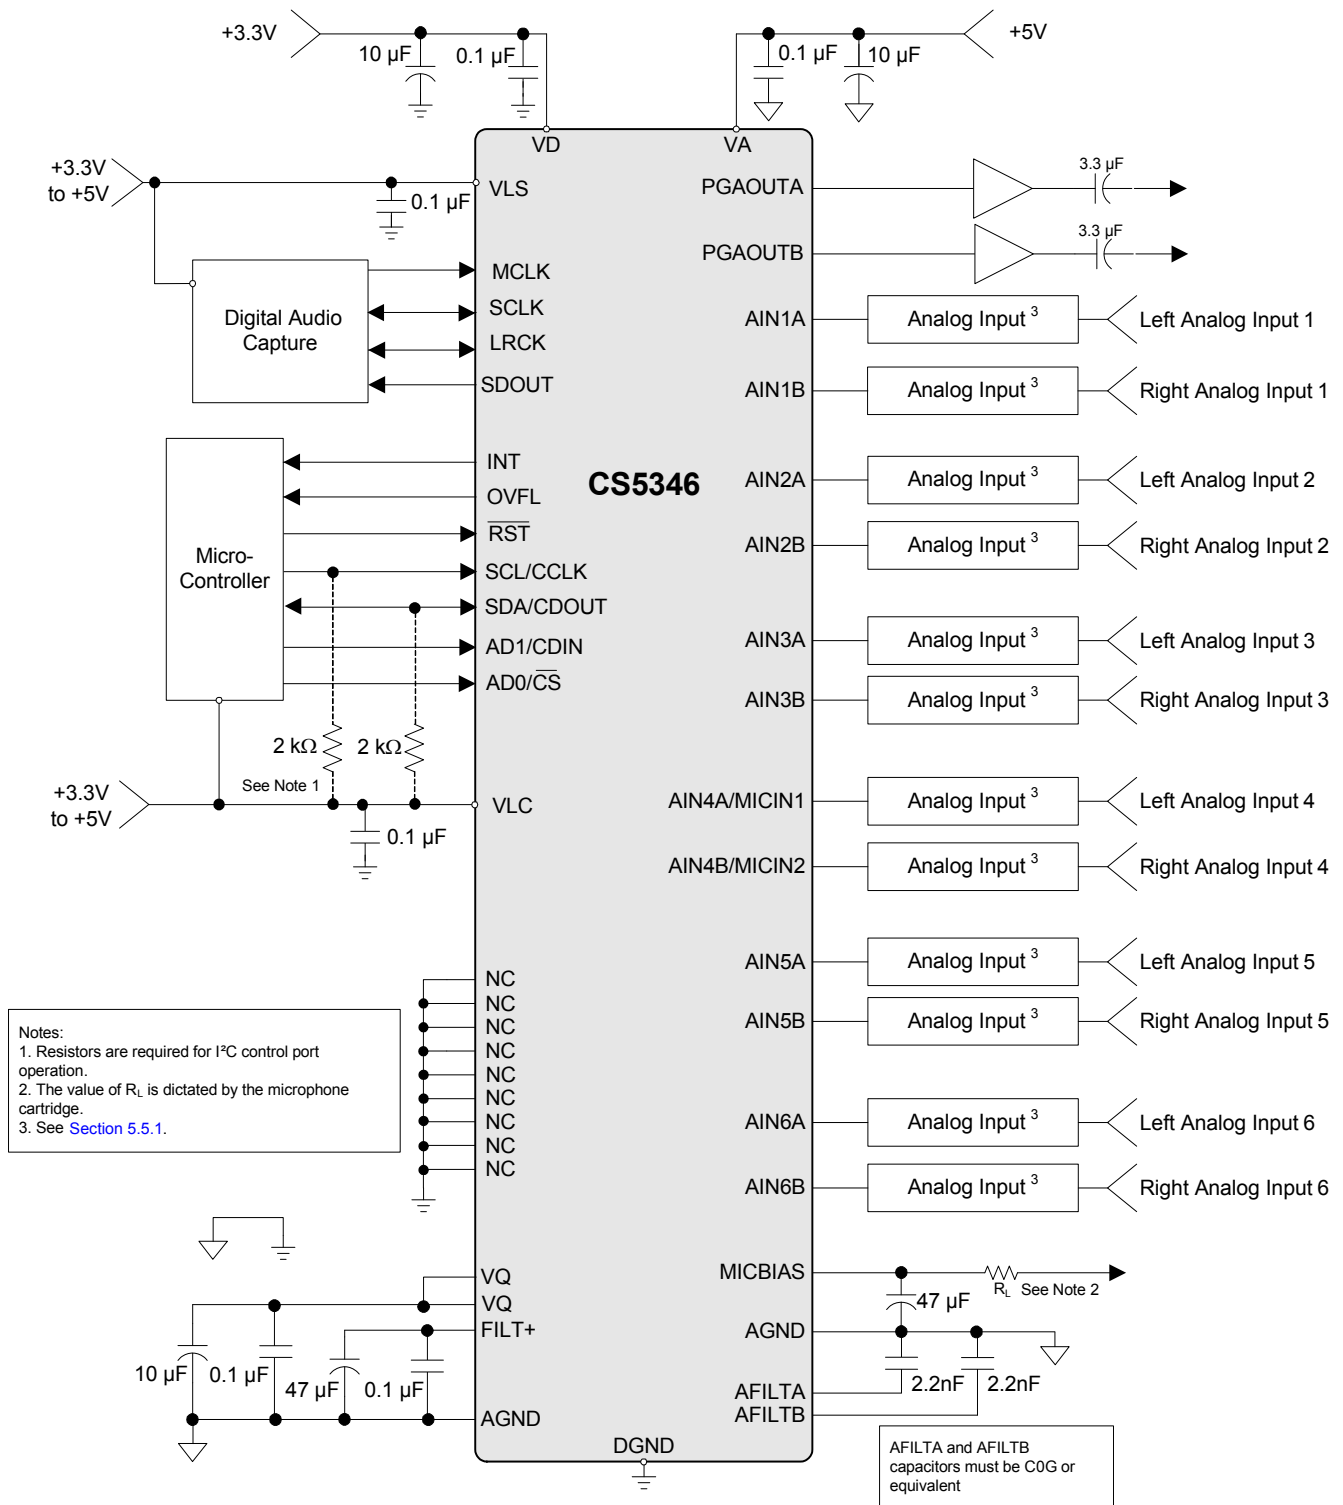 +3.3V
10 µF
0.1 µF
0.1 µF
10 µF
+5V
VD
VA
+3.3V
to +5V
VLS
0.1 µF
PGAOUTA
3.3 µF
PGAOUTB
3.3 µF
Digital Audio
Capture
MCLK
SCLK
LRCK
SDOUT
AIN1A
Analog Input 3
Left Analog Input 1
AIN1B
Analog Input 3
Right Analog Input 1
CS5346
Micro-
Controller
INT
OVFL
RST
SCL/CCLK
SDA/CDOUT
AD1/CDIN
AD0/CS
AIN2A
Analog Input 3
Left Analog Input 2
AIN2B
Analog Input 3
Right Analog Input 2
AIN3A
Analog Input 3
Left Analog Input 3
AIN3B
Analog Input 3
Right Analog Input 3
2 kΩ
2 kΩ
See Note 1
+3.3V
to +5V
VLC
0.1 µF
AIN4A/MICIN1
Analog Input 3
Left Analog Input 4
AIN4B/MICIN2
Analog Input 3
Right Analog Input 4
AIN5A
Analog Input 3
Left Analog Input 5
AIN5B
Analog Input 3
Right Analog Input 5
NC
NC
NC
NC
NC
NC
NC
NC
NC
Notes:
1. Resistors are required for I²C control port
operation.
2. The value of RL is dictated by the microphone
cartridge.
3. See Section 5.5.1.
AIN6A
Analog Input 3
Left Analog Input 6
AIN6B
Analog Input 3
Right Analog Input 6
VQ
VQ
FILT+
10 µF
0.1 µF
47 µF
0.1 µF
AGND
MICBIAS
RL
See Note 2
47 µF
AGND
2.2nF
2.2nF
AFILTA
AFILTB
DGND
AFILTA and AFILTB
capacitors must be C0G or
equivalent